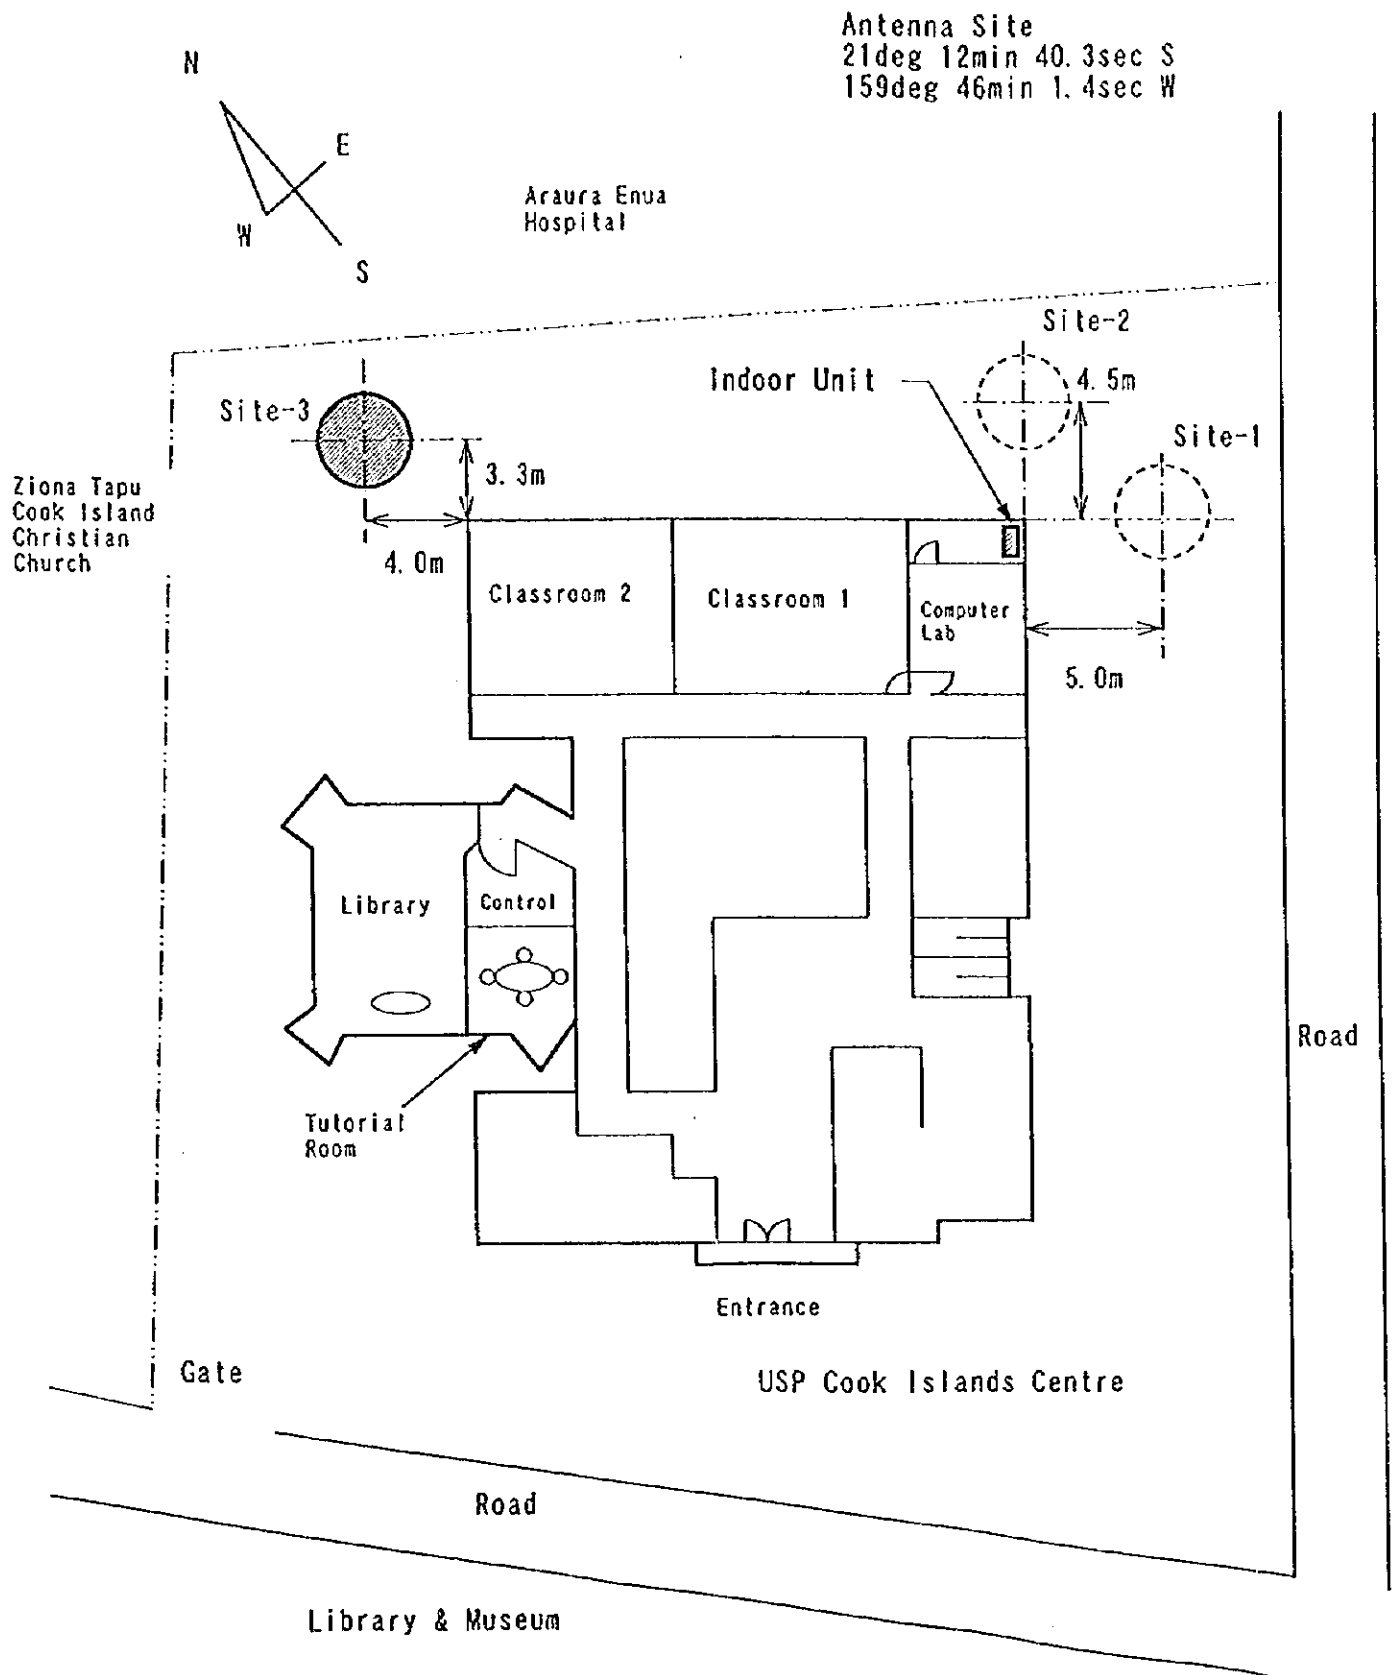 Antenna Site
21deg 12min 40.3sec S
159deg 46min 1.4sec W
N
E
W
S
Araura Enua
Hospital
Site-2
Indoor Unit
4.5m
Site-3
Site-1
3.3m
Ziona Tapu
Cook Island
Christian
Church
4.0m
Classroom 2
Classroom 1
Computer
Lab
5.0m
Library
Control
Road
Tutorial
Room
Entrance
Gate
USP Cook Islands Centre
Road
Library & Museum